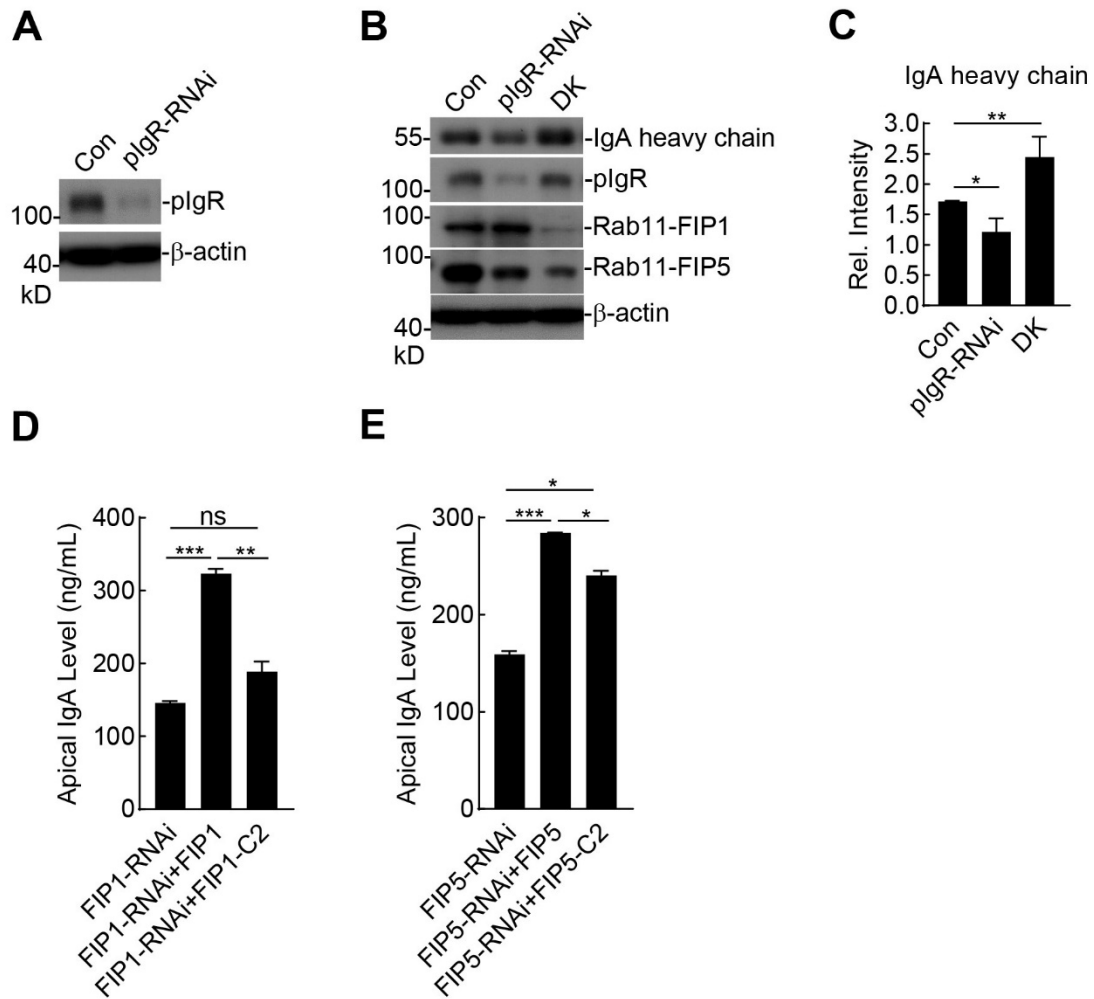 A
Con
pIgR-RNAi
100
-pIgR
40
-β-actin
kD
B
Con
pIgR-RNAi
DK
55
-IgA heavy chain
100
-pIgR
100
-Rab11-FIP1
100
-Rab11-FIP5
40
-β-actin
kD
C
IgA heavy chain
Rel. Intensity
3.0
2.5
2.0
1.5
1.0
0.5
0.0
**
*
Con
pIgR-RNAi
DK
D
Apical IgA Level (ng/mL)
400
300
200
100
0
ns
*** **
FIP1-RNAi
FIP1-RNAi+FIP1
FIP1-RNAi+FIP1-C2
E
Apical IgA Level (ng/mL)
300
200
100
0
*
*** *
FIP5-RNAi
FIP5-RNAi+FIP5
FIP5-RNAi+FIP5-C2